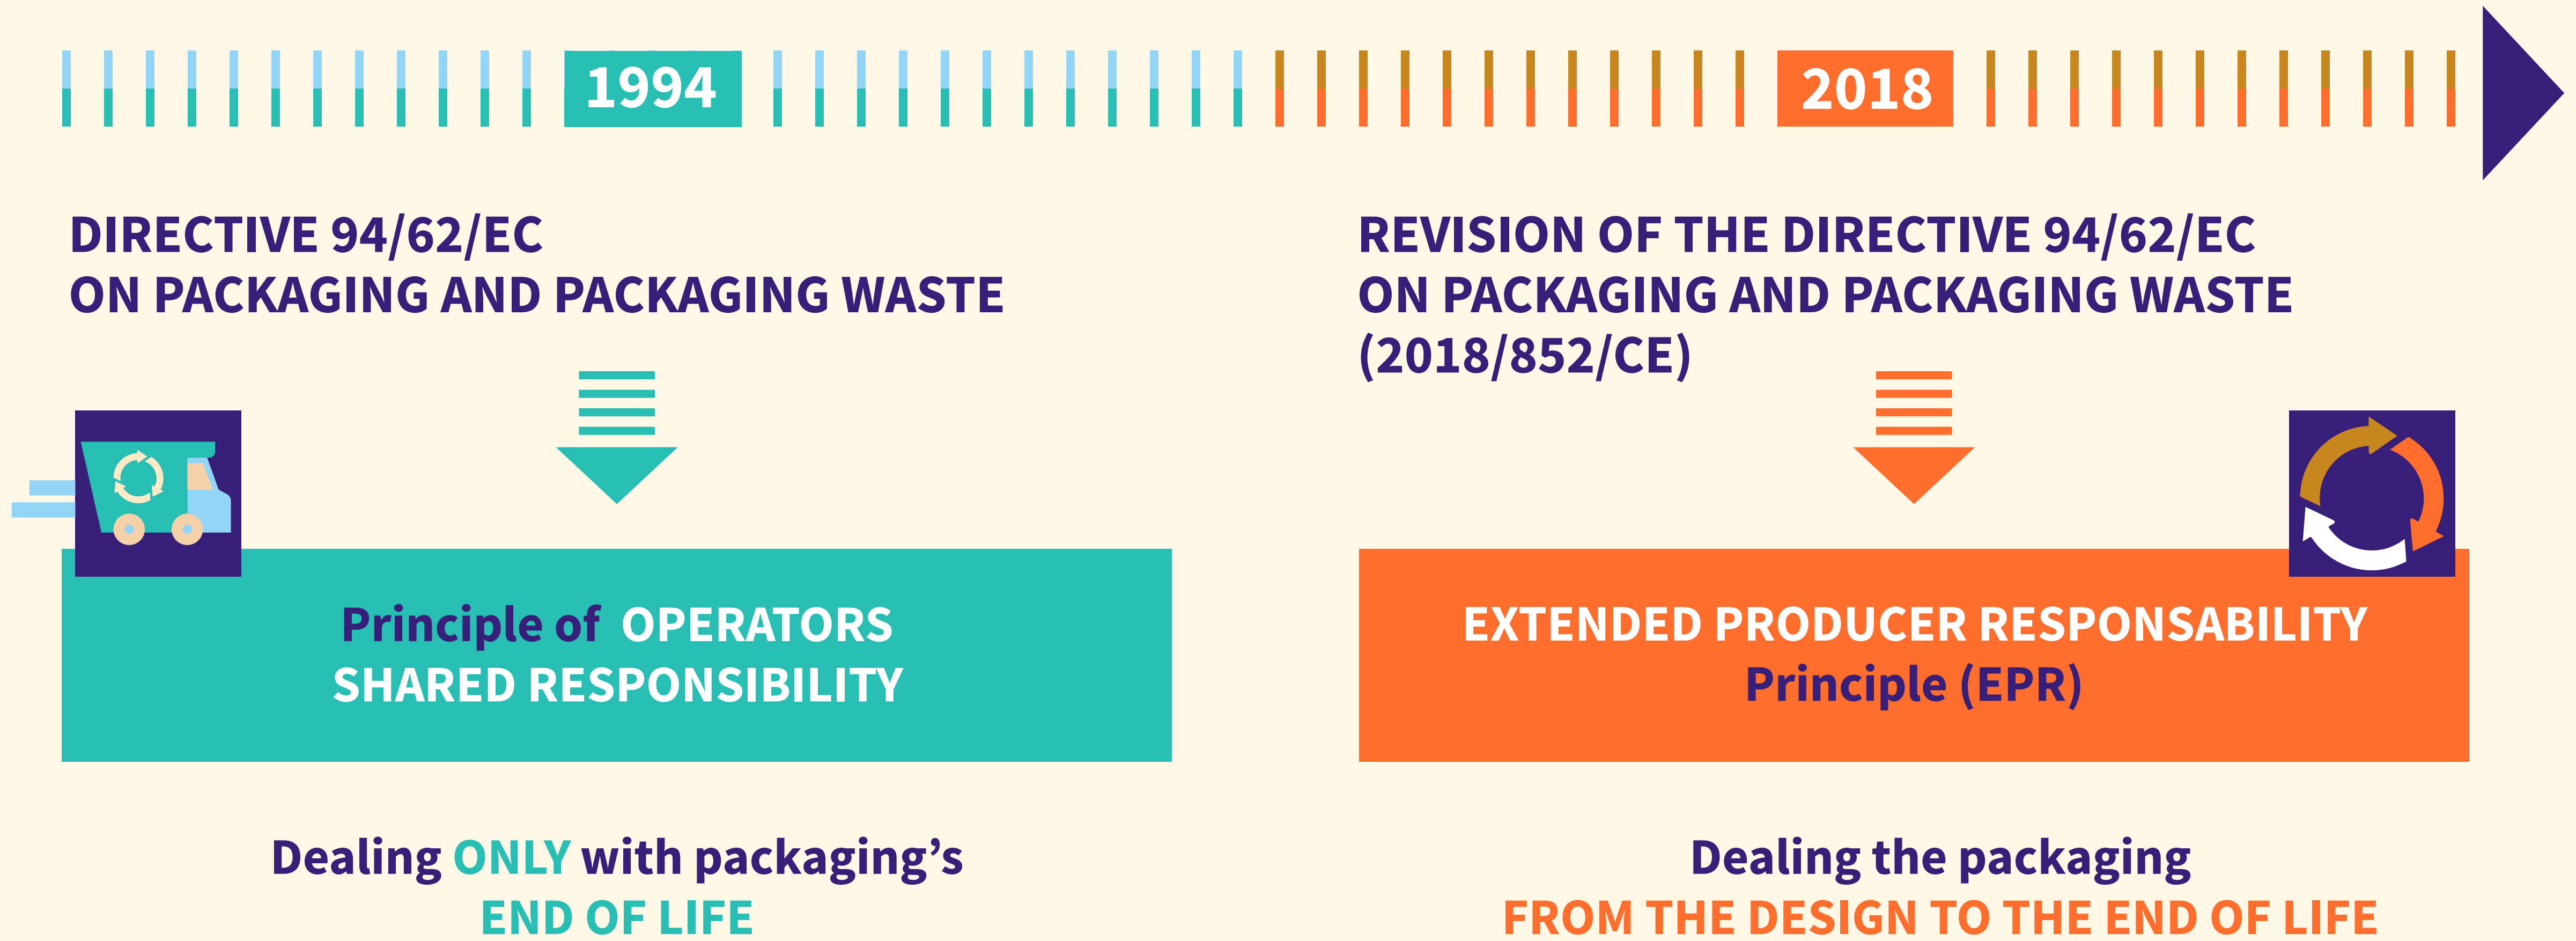 1994
2018
DIRECTIVE 94/62/EC
ON PACKAGING AND PACKAGING WASTE
REVISION OF THE DIRECTIVE 94/62/EC
ON PACKAGING AND PACKAGING WASTE
(2018/852/CE)
Principle of OPERATORS
SHARED RESPONSIBILITY
EXTENDED PRODUCER RESPONSABILITY
Principle (EPR)
Dealing ONLY with packaging’s
END OF LIFE
Dealing the packaging
FROM THE DESIGN TO THE END OF LIFE